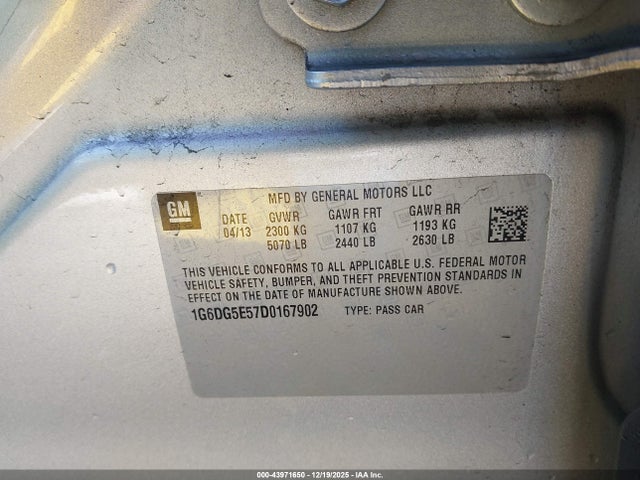 GM
MFD BY GENERAL MOTORS LLC
DATE GVWR GAWR FRT GAWR RR
04/13 2300 KG 1107 KG 1193 KG
5070 LB 2440 LB 2630 LB
THIS VEHICLE CONFORMS TO ALL APPLICABLE U.S. FEDERAL MOTOR
VEHICLE SAFETY, BUMPER, AND THEFT PREVENTION STANDARDS IN
EFFECT ON THE DATE OF MANUFACTURE SHOWN ABOVE.
1G6DG5E57D0167902 TYPE: PASS CAR
000-43971650 - 12/19/2025 - IAA Inc.